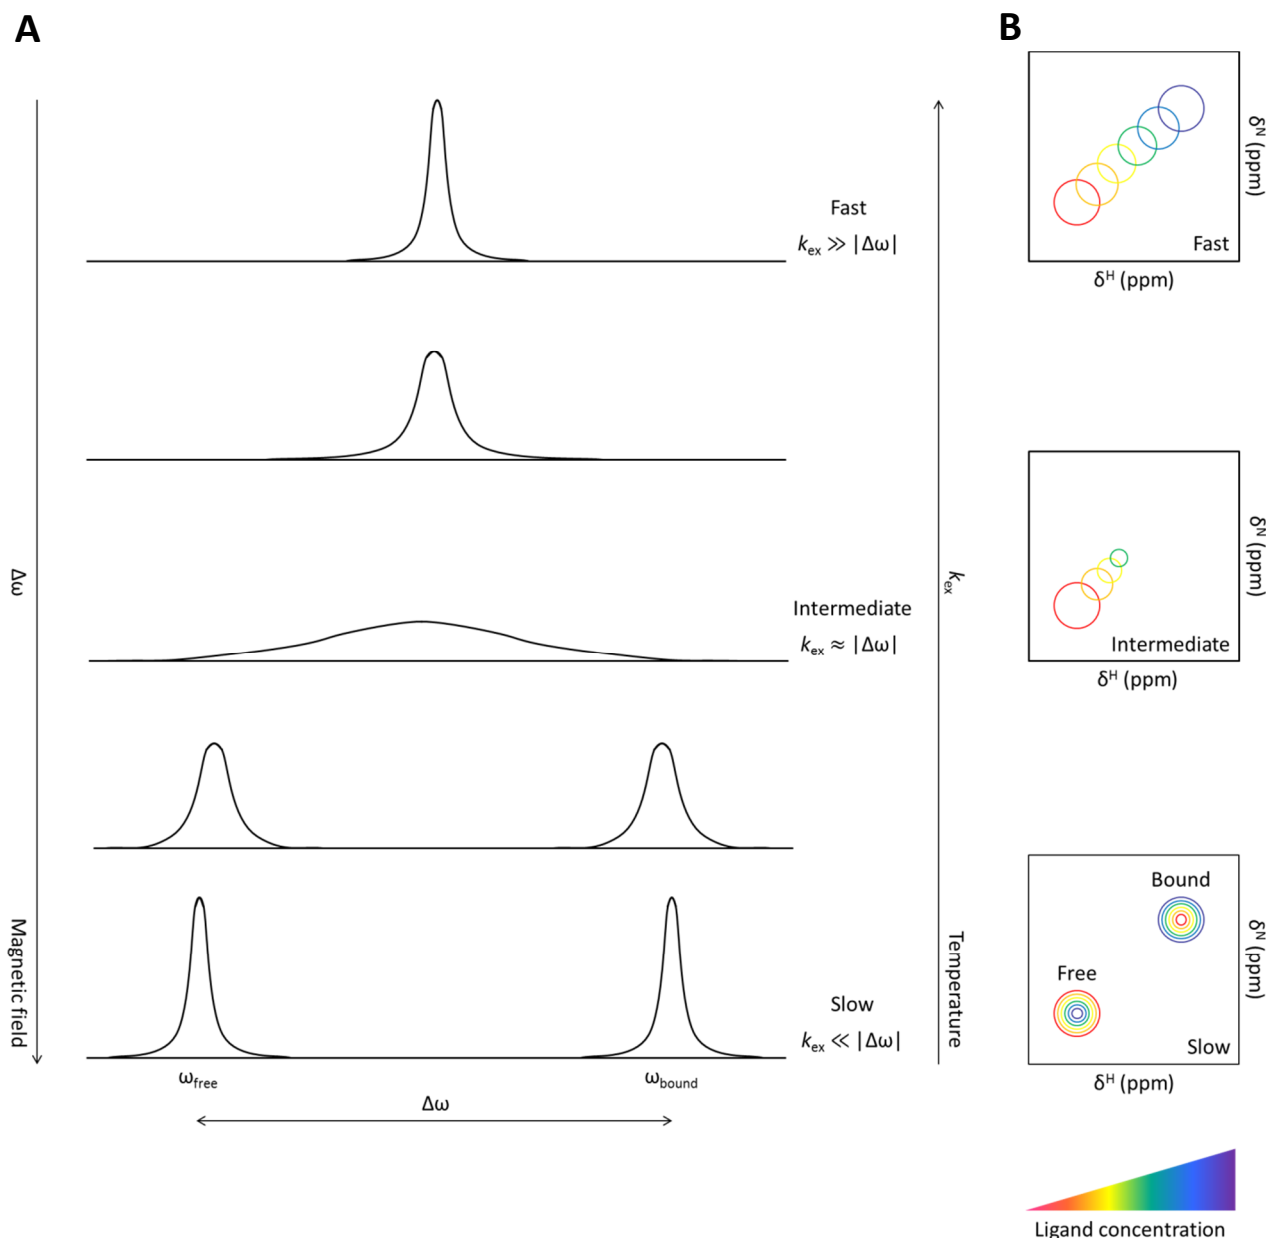 A
B
Fast
kex ≫ |Δω|
δN (ppm)
Fast
δH (ppm)
Δω
kex
Intermediate
kex ≈ |Δω|
δN (ppm)
Intermediate
δH (ppm)
Magnetic field
Temperature
Slow
kex ≪ |Δω|
Bound
Free
δN (ppm)
Slow
δH (ppm)
ωfree
ωbound
Δω
Ligand concentration